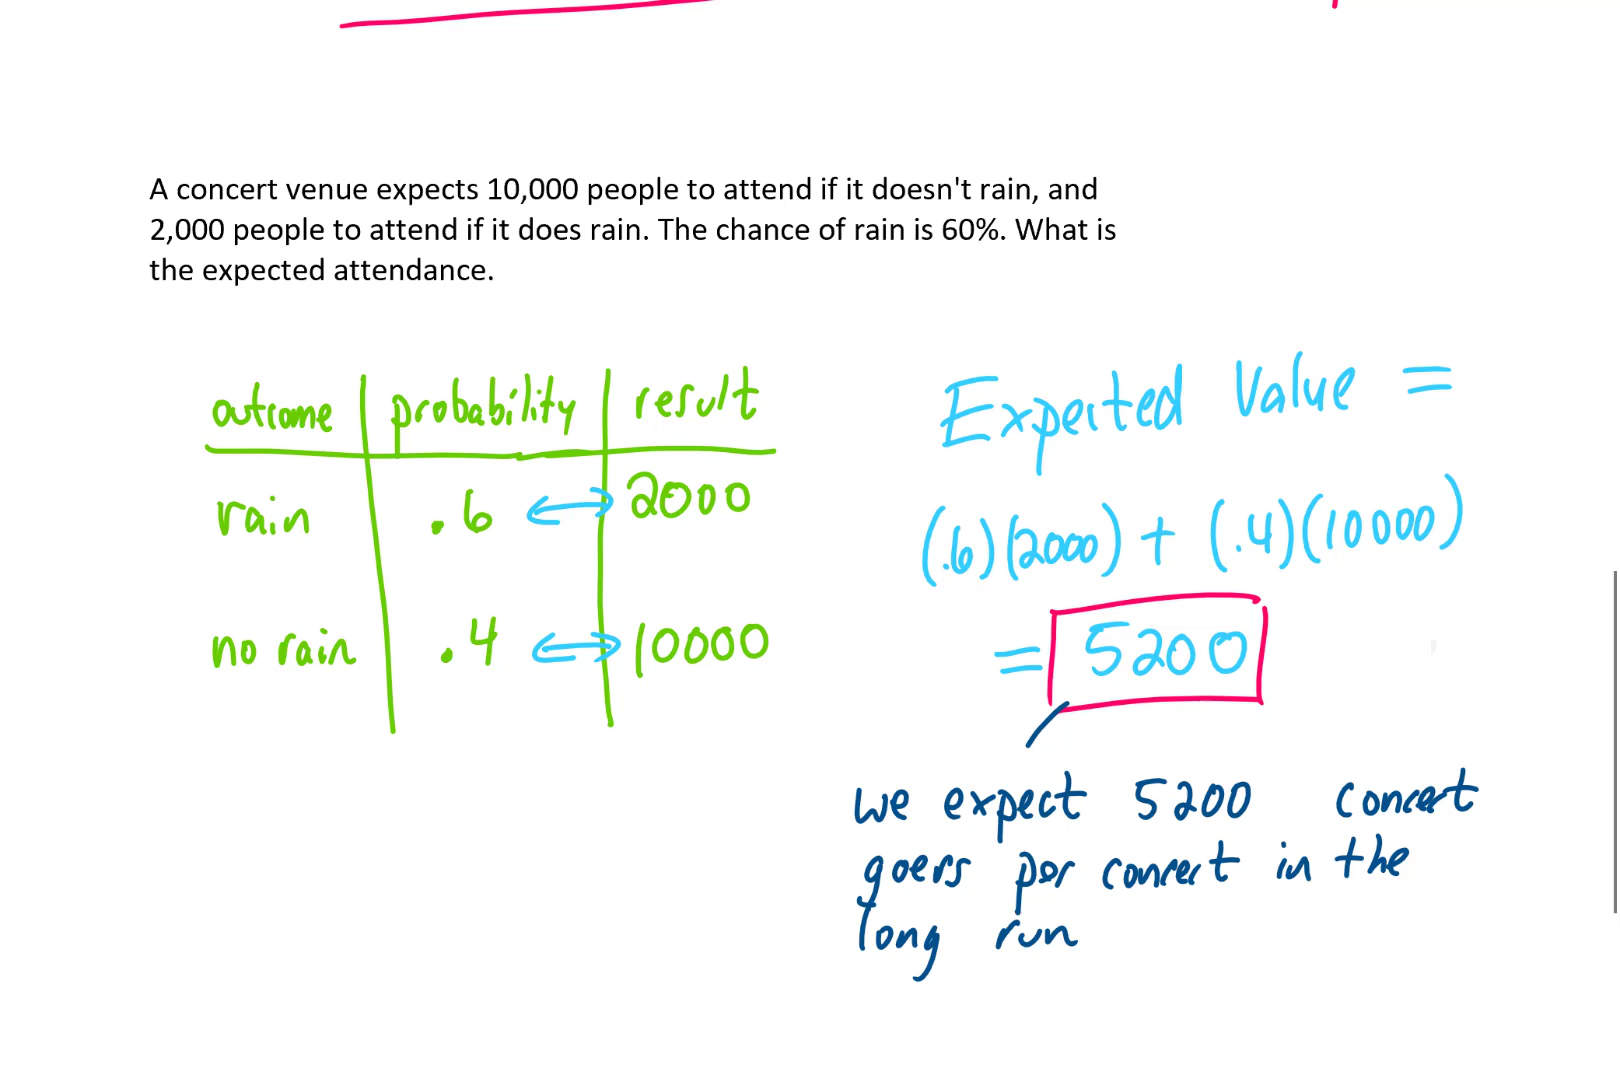 A concert venue expects 10,000 people to attend if it doesn't rain, and
2,000 people to attend if it does rain. The chance of rain is 60%. What is
the expected attendance.
outcome probability result
rain .6 2000
no rain .4 10000
Expected Value =
(.6)(2000) + (.4)(10000)
= 5200
we expect 5200 concert
goers per concert in the
long run